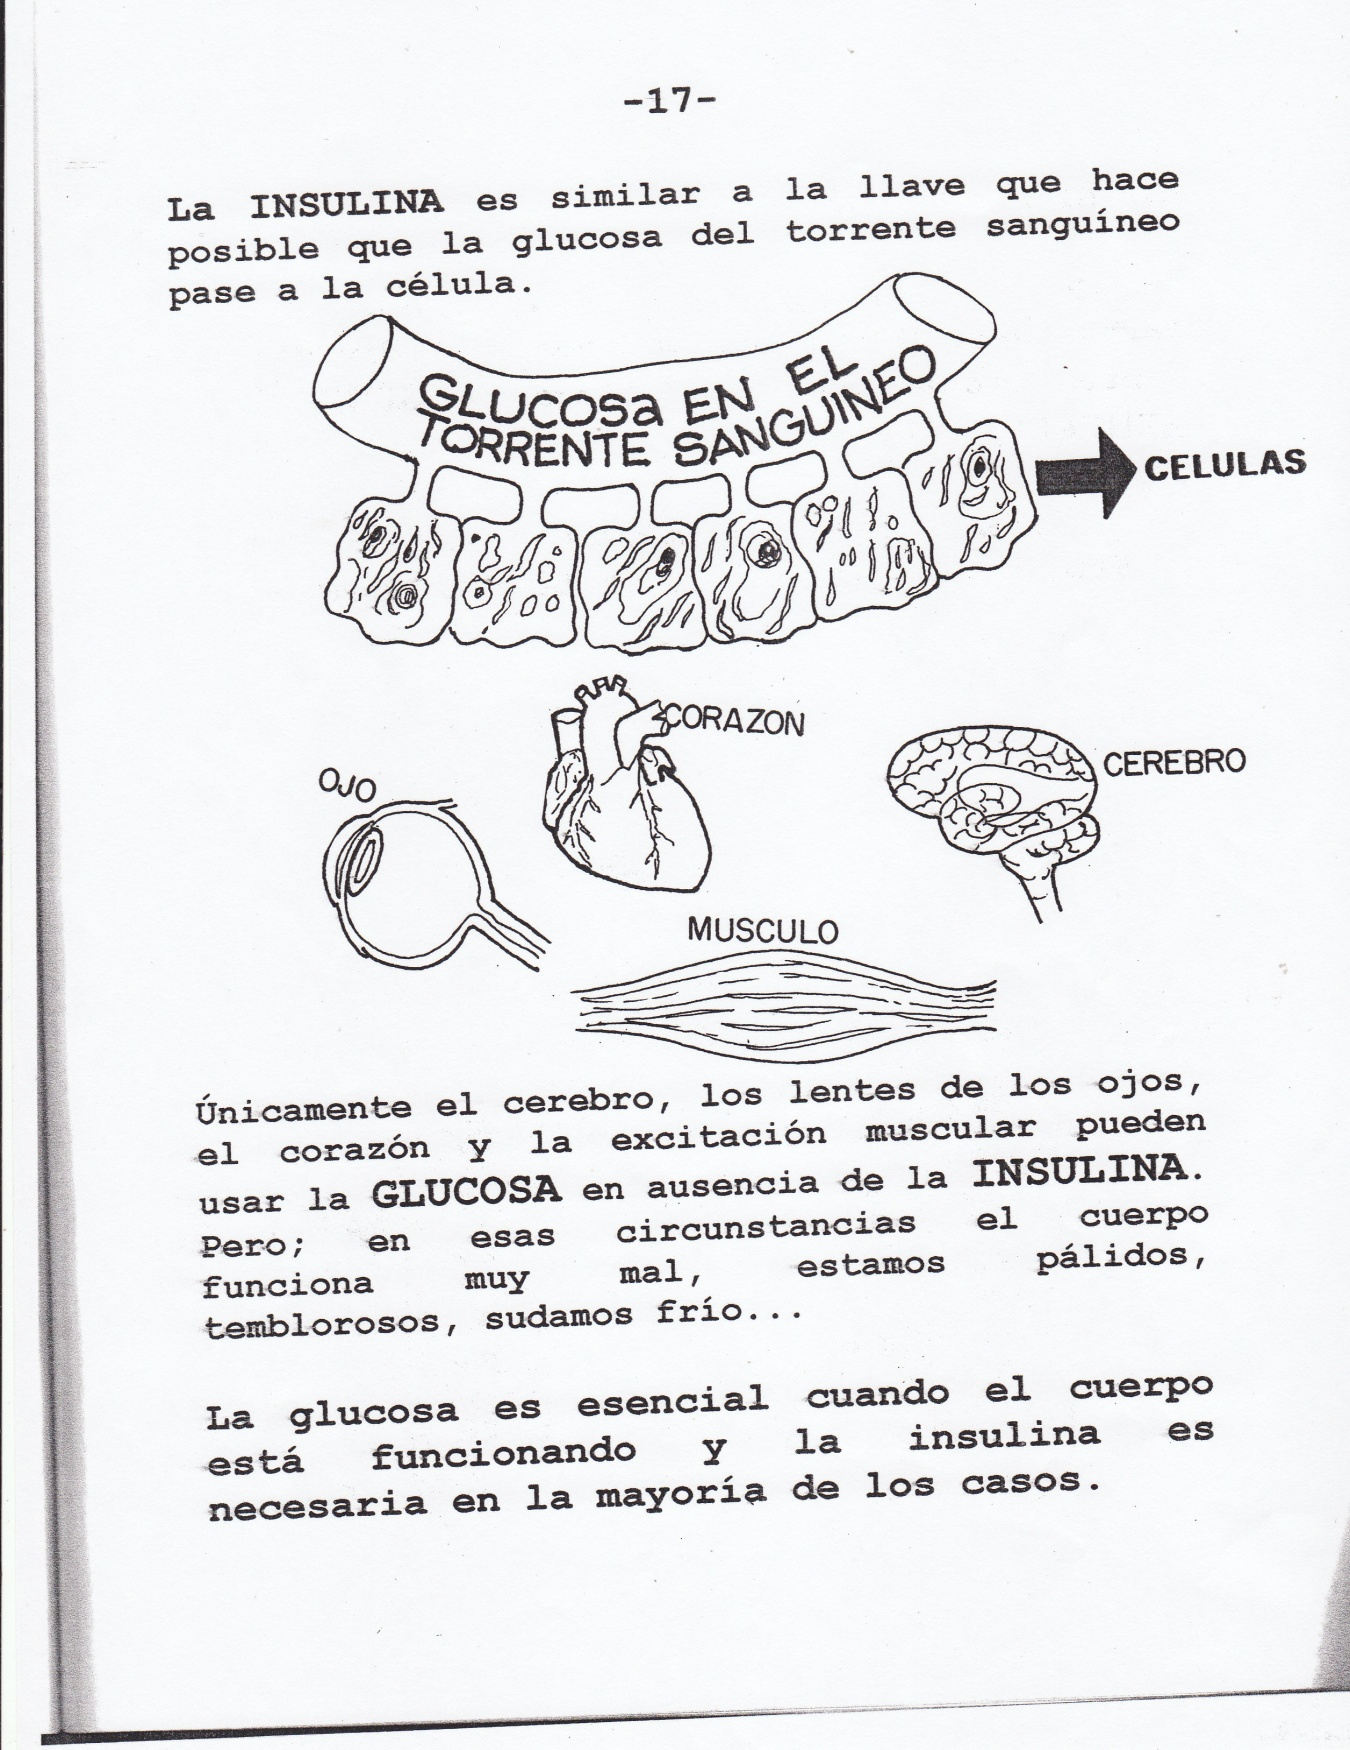 -17-
La INSULINA es similar a la llave que hace
posible que la glucosa del torrente sanguíneo
pase a la célula.
GLUCOSa EN EL
TORRENTE SANGUINEO
CELULAS
CORAZON
CEREBRO
OJO
MUSCULO
Únicamente el cerebro, los lentes de los ojos,
el corazón y la excitación muscular pueden
usar la GLUCOSA en ausencia de la INSULINA.
Pero; en esas circunstancias el cuerpo
funciona muy mal, estamos pálidos,
temblorosos, sudamos frío...
La glucosa es esencial cuando el cuerpo
está funcionando y la insulina es
necesaria en la mayoría de los casos.